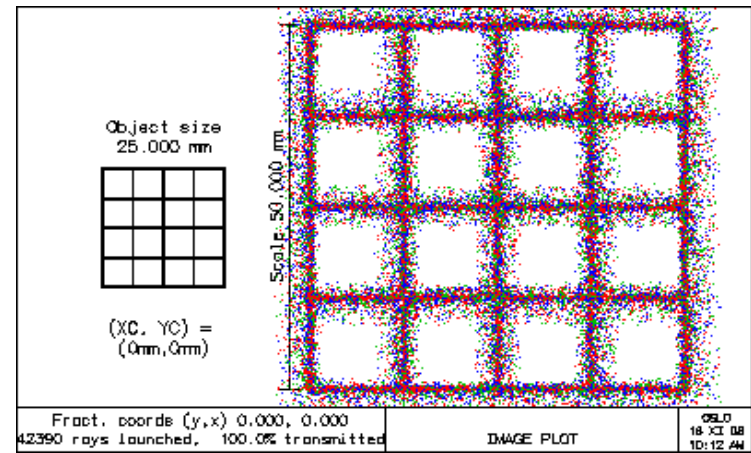 Object size
25.000 mm
Scale 50.000 mm
(XC, YC) =
(0mm,0mm)
Fract. coords (y,x) 0.000, 0.000
42390 rays launched, 100.0% transmitted
IMAGE PLOT
OSLO
16 XI 08
10:12 AM